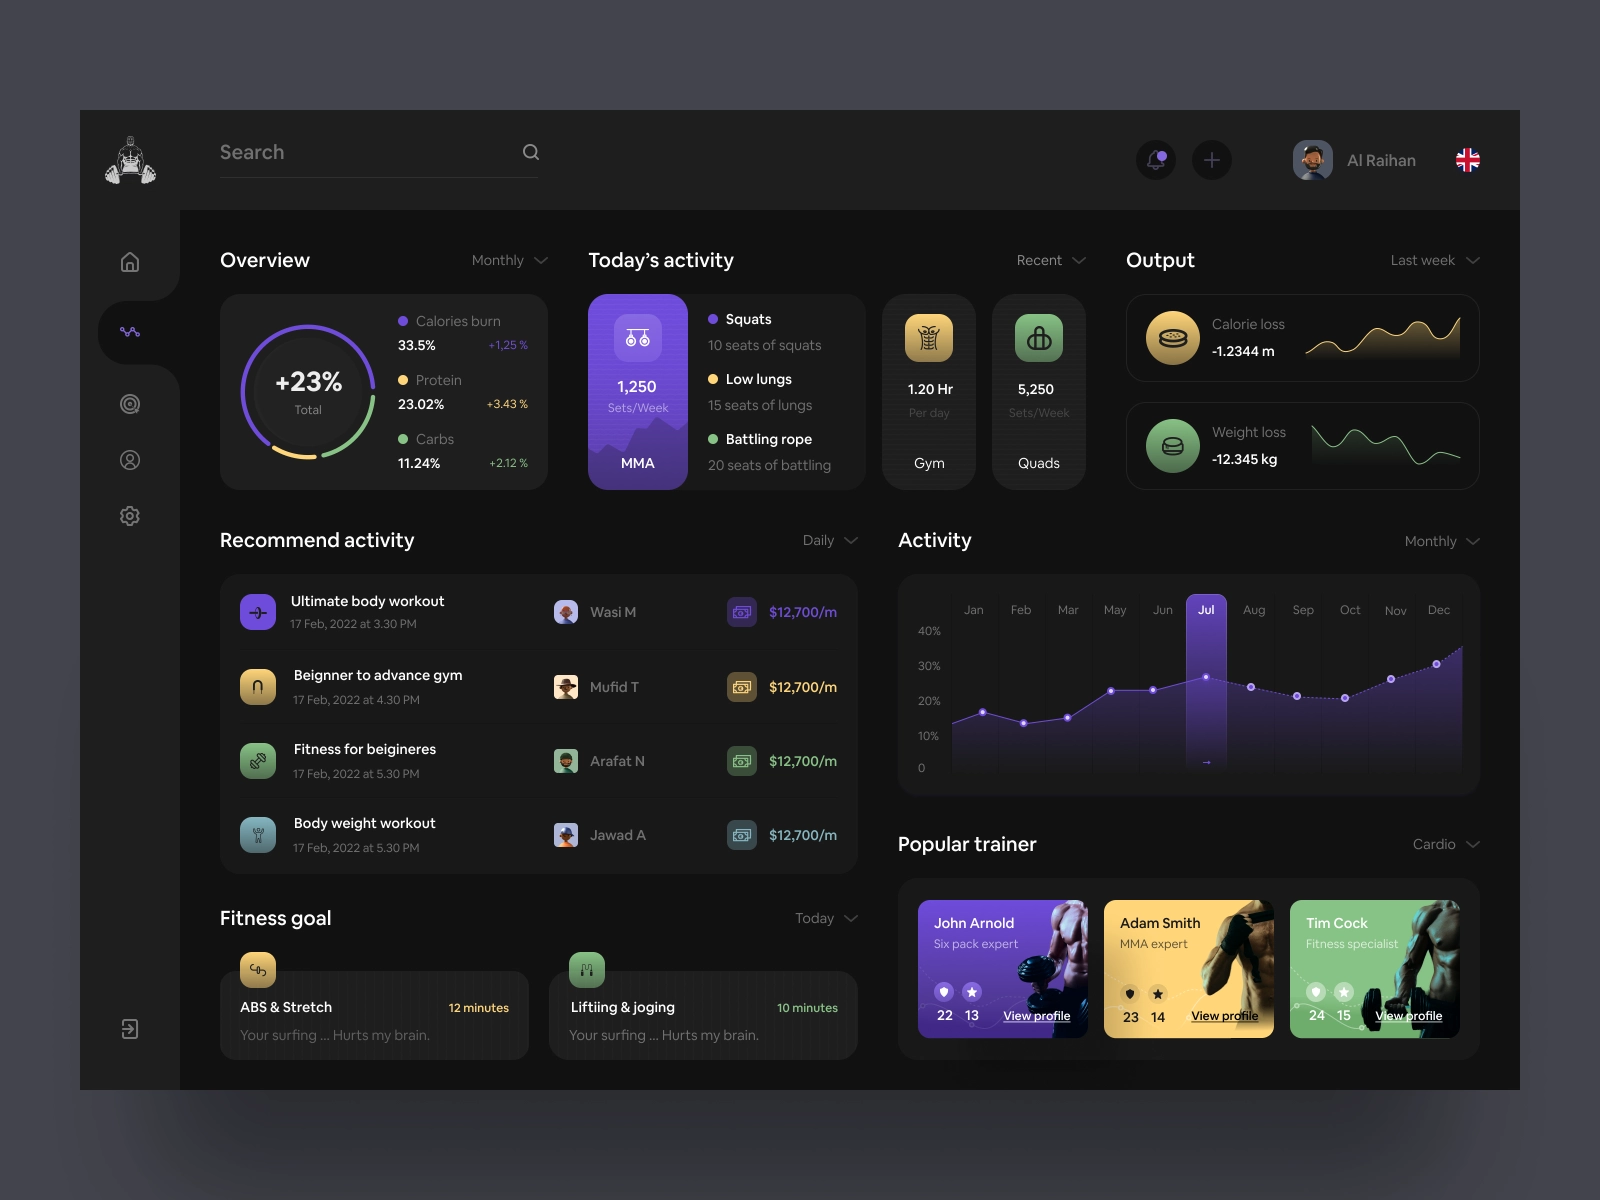 Search
Al Raihan
Overview
Monthly
+23%
Total
Calories burn
33.5%
+1,25 %
Protein
23.02%
+3.43 %
Carbs
11.24%
+2.12 %
Today’s activity
Recent
1,250
Sets/Week
MMA
Squats
10 seats of squats
Low lungs
15 seats of lungs
Battling rope
20 seats of battling
1.20 Hr
Per day
Gym
5,250
Sets/Week
Quads
Output
Last week
Calorie loss
-1.2344 m
Weight loss
-12.345 kg
Recommend activity
Daily
Ultimate body workout
17 Feb, 2022 at 3.30 PM
Wasi M
$12,700/m
Beignner to advance gym
17 Feb, 2022 at 4.30 PM
Mufid T
$12,700/m
Fitness for beigineres
17 Feb, 2022 at 5.30 PM
Arafat N
$12,700/m
Body weight workout
17 Feb, 2022 at 5.30 PM
Jawad A
$12,700/m
Activity
Monthly
Jan Feb Mar May Jun Jul Aug Sep Oct Nov Dec
40%
30%
20%
10%
0
Fitness goal
Today
ABS & Stretch
12 minutes
Your surfing ... Hurts my brain.
Liftiing & joging
10 minutes
Your surfing ... Hurts my brain.
Popular trainer
Cardio
John Arnold
Six pack expert
22 13
View profile
Adam Smith
MMA expert
23 14
View profile
Tim Cock
Fitness specialist
24 15
View profile